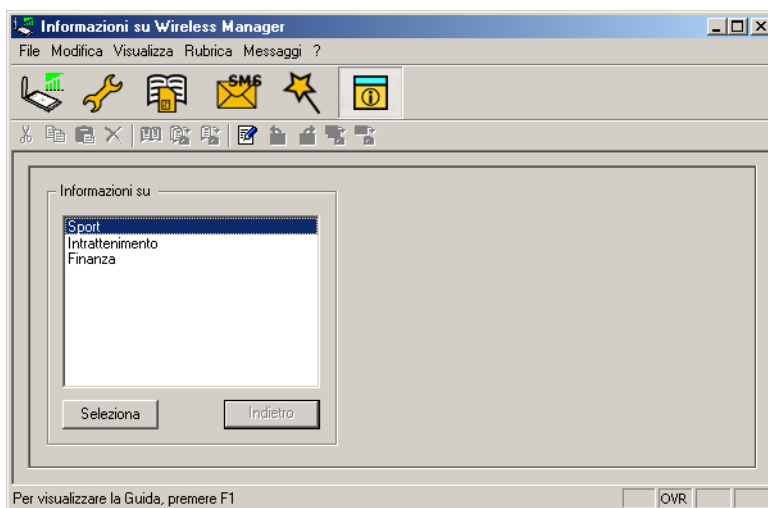 Informazioni su Wireless Manager
File Modifica Visualizza Rubrica Messaggi ?
SMS
Informazioni su
Sport
Intrattenimento
Finanza
Seleziona Indietro
Per visualizzare la Guida, premere F1 OVR